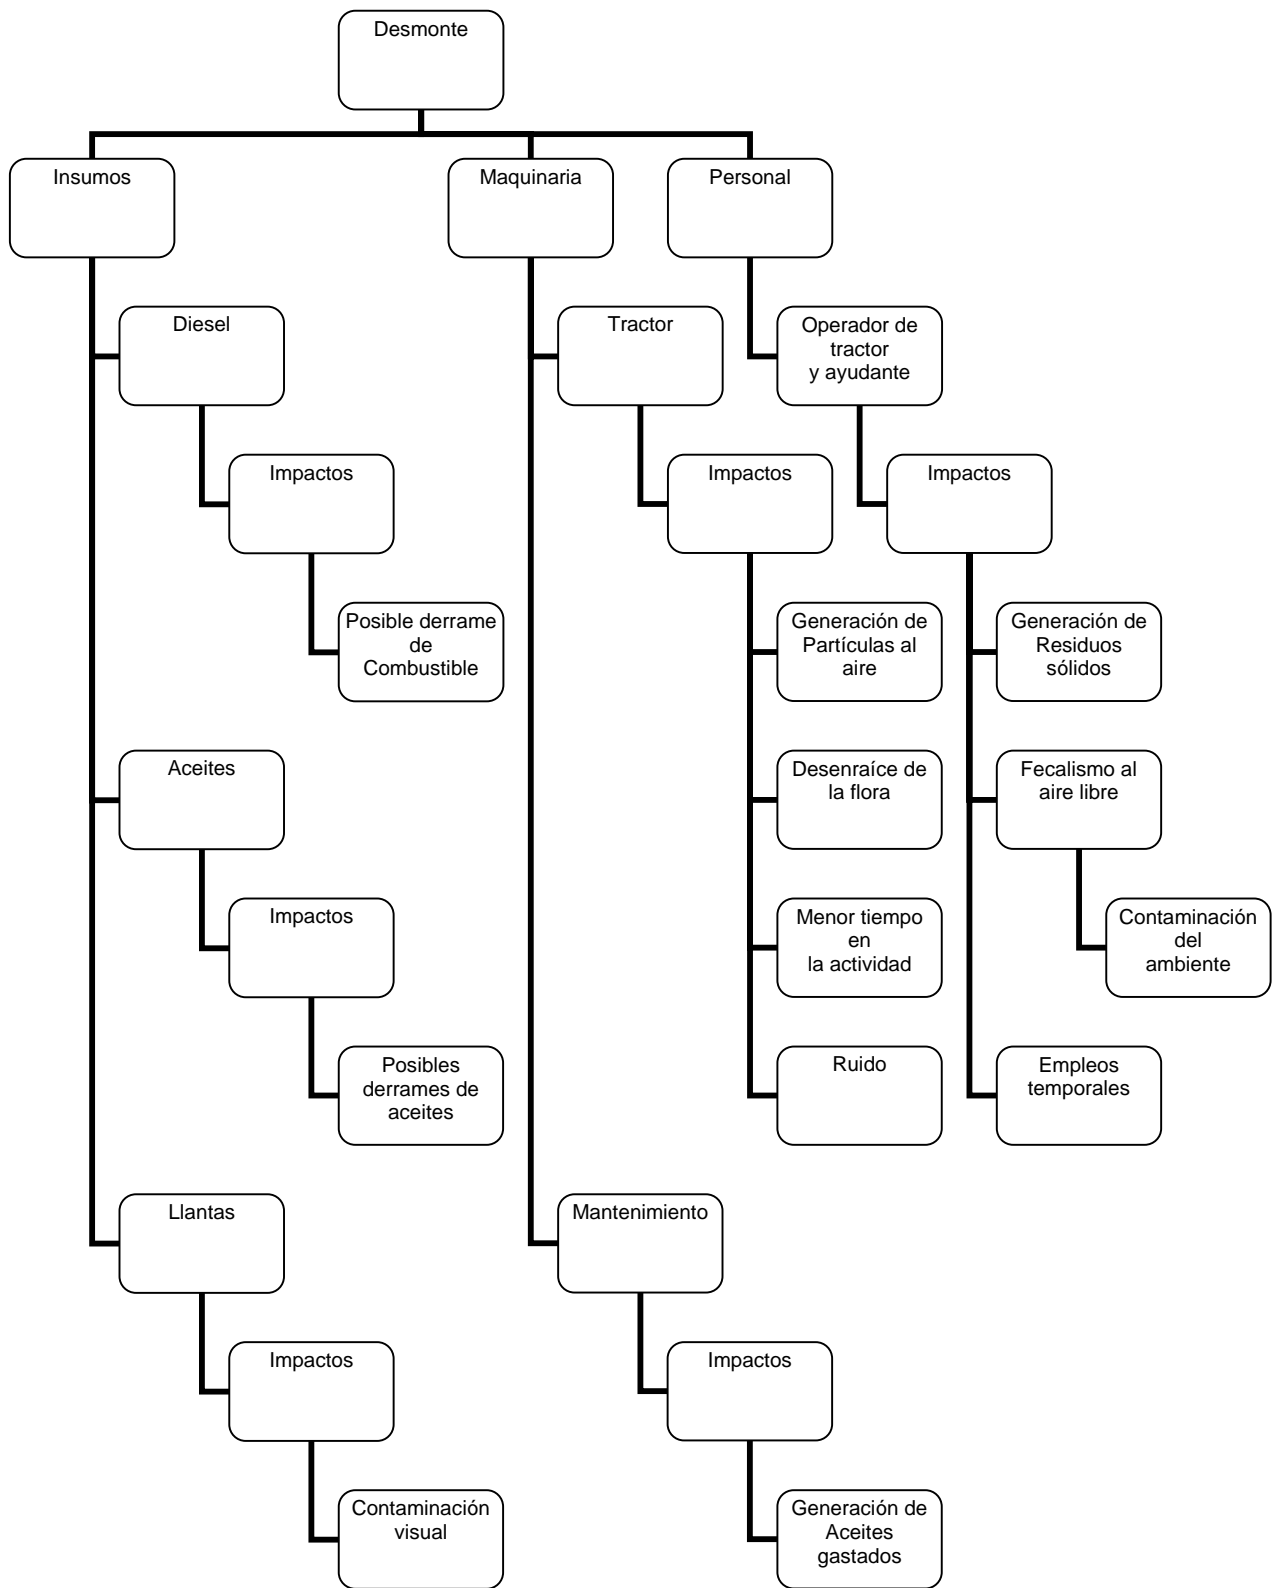 Desmonte
Insumos
Maquinaria
Personal
Diesel
Tractor
Operador de
tractor
y ayudante
Impactos
Impactos
Impactos
Posible derrame
de
Combustible
Generación de
Partículas al
aire
Generación de
Residuos
sólidos
Aceites
Desenraíce de
la flora
Fecalismo al
aire libre
Impactos
Menor tiempo
en
la actividad
Contaminación
del
ambiente
Posibles
derrames de
aceites
Ruido
Empleos
temporales
Llantas
Mantenimiento
Impactos
Impactos
Contaminación
visual
Generación de
Aceites
gastados